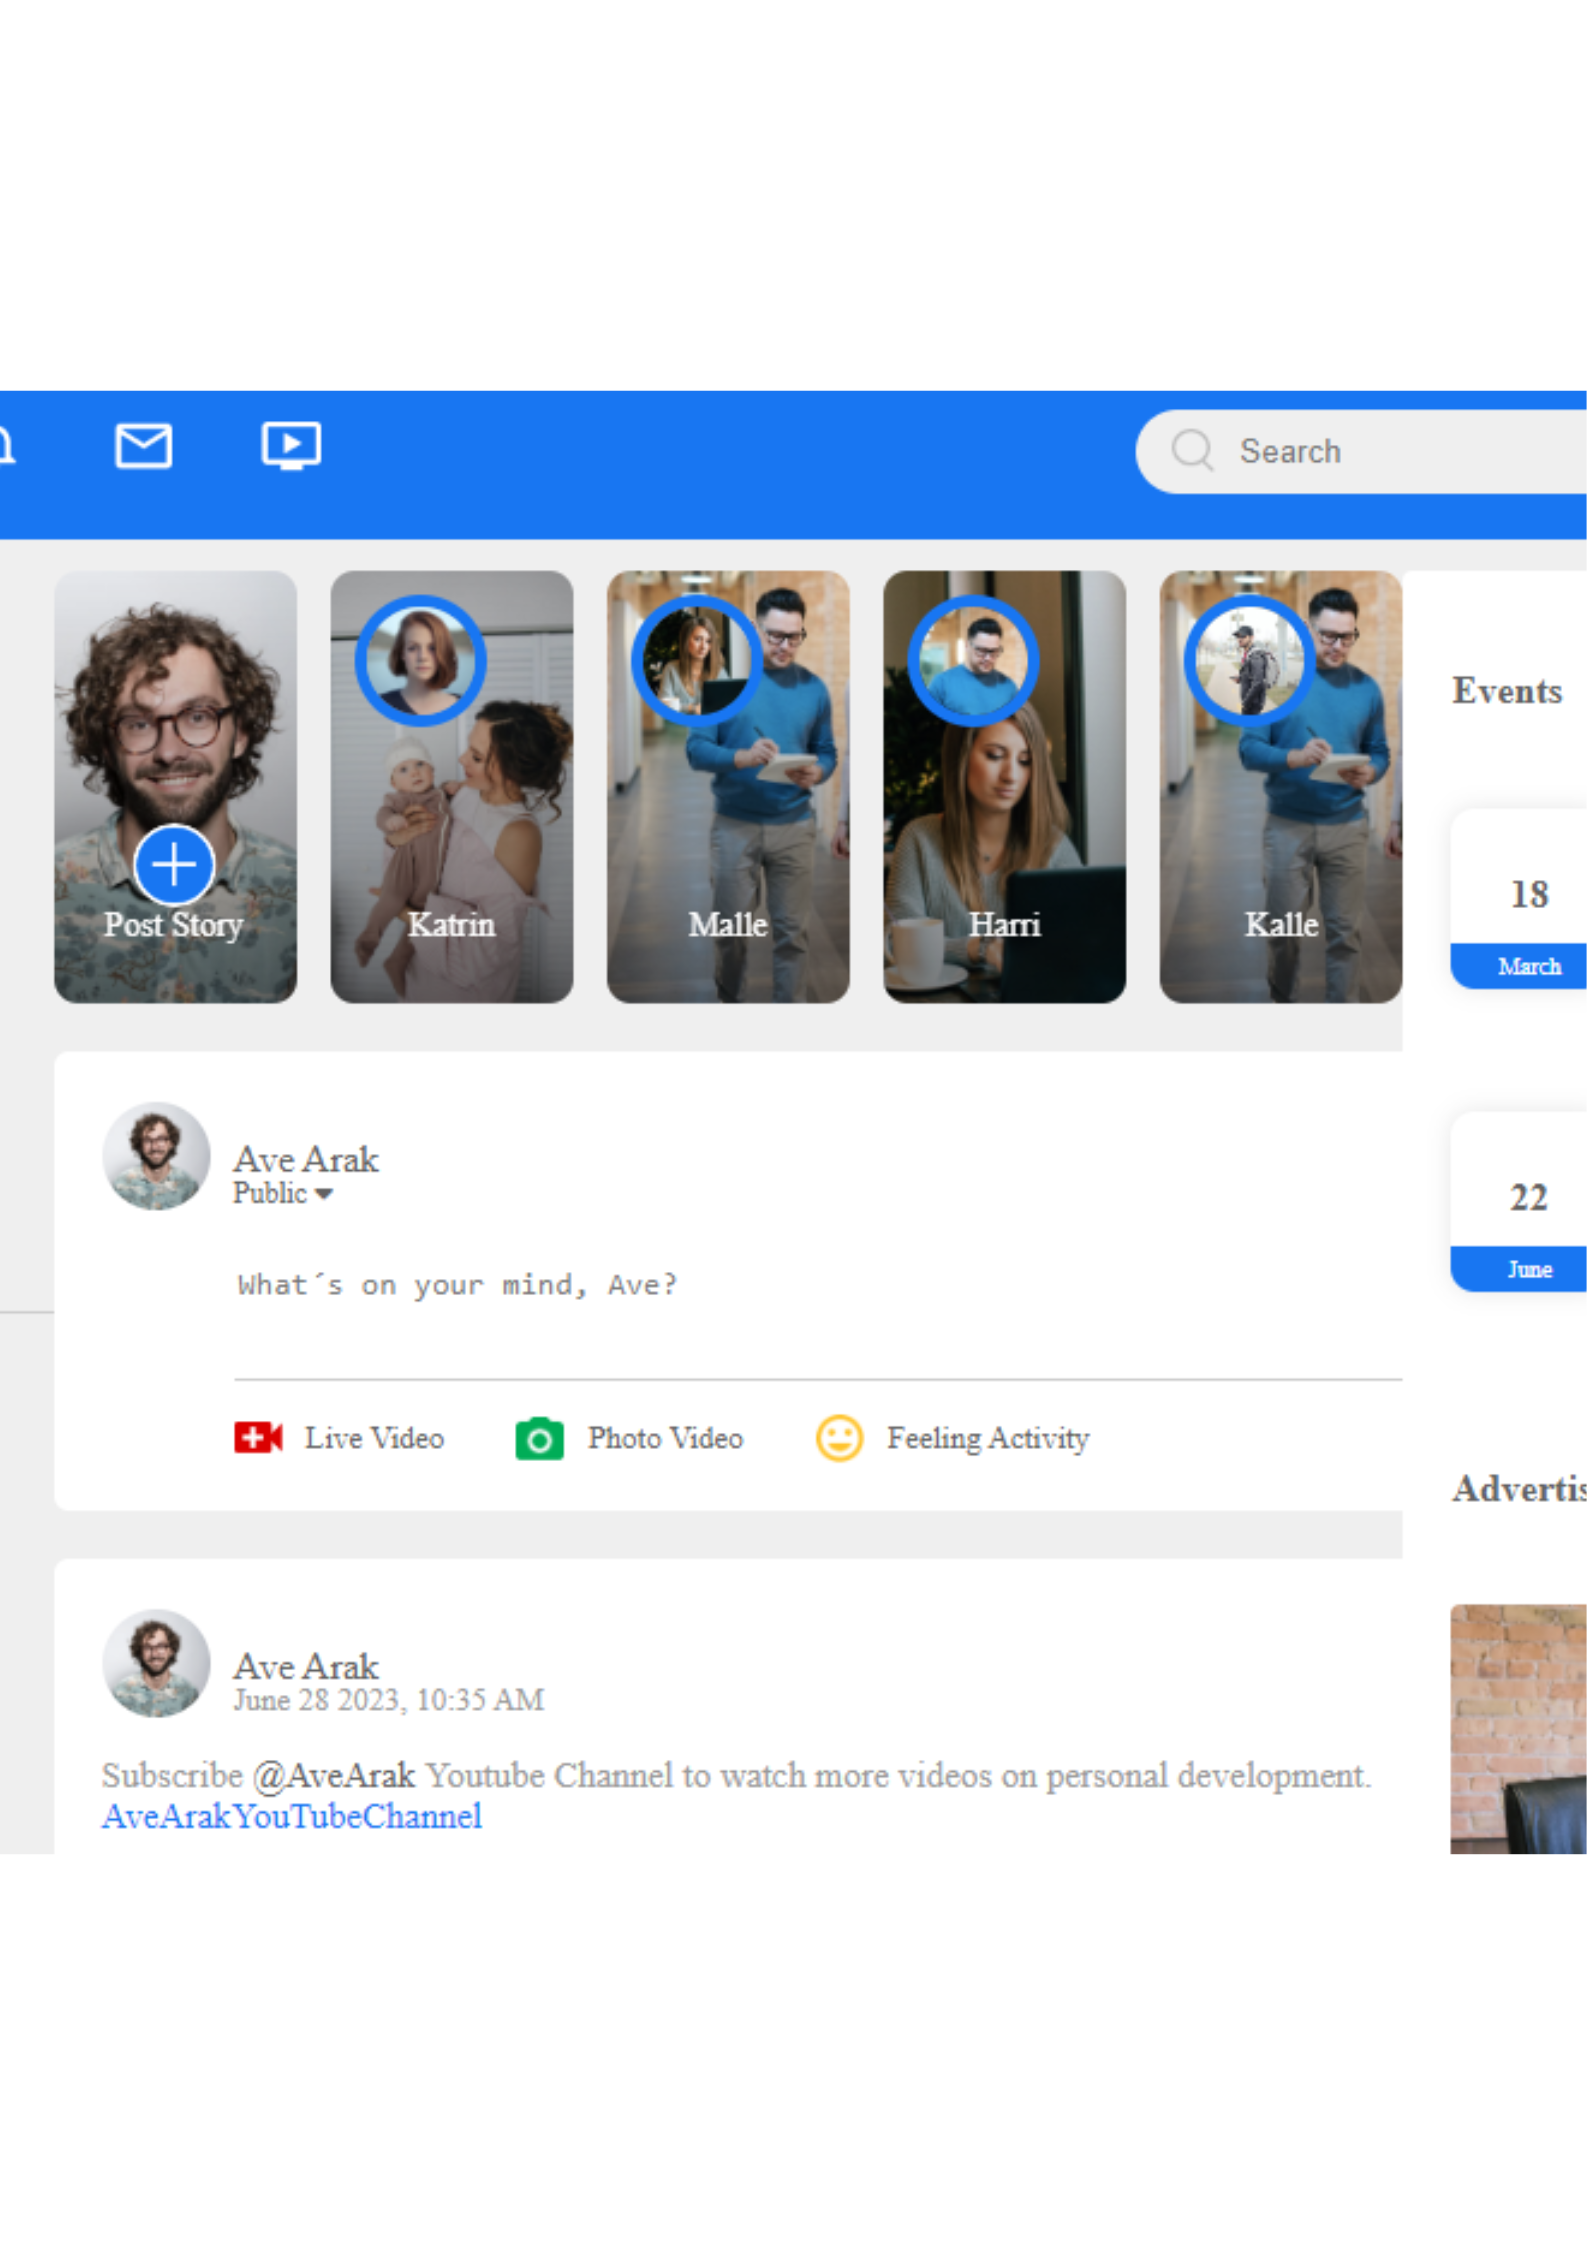 Search
Post Story
Katrin
Malle
Harri
Kalle
Events
18
March
22
June
Ave Arak
Public
What´s on your mind, Ave?
Live Video
Photo Video
Feeling Activity
Advertis
Ave Arak
June 28 2023, 10:35 AM
Subscribe @AveArak Youtube Channel to watch more videos on personal development.
AveArakYouTubeChannel